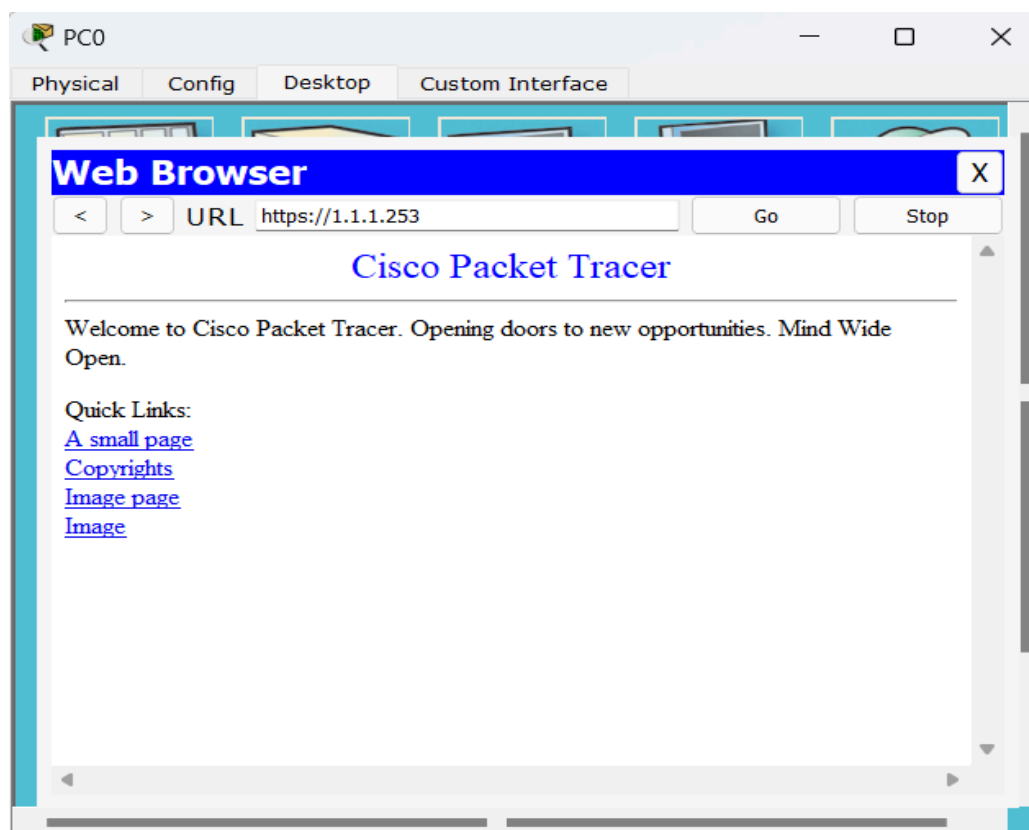 PC0
Physical Config Desktop Custom Interface
Web Browser X
< > URL https://1.1.1.253 Go Stop
Cisco Packet Tracer
Welcome to Cisco Packet Tracer. Opening doors to new opportunities. Mind Wide
Open.
Quick Links:
A small page
Copyrights
Image page
Image